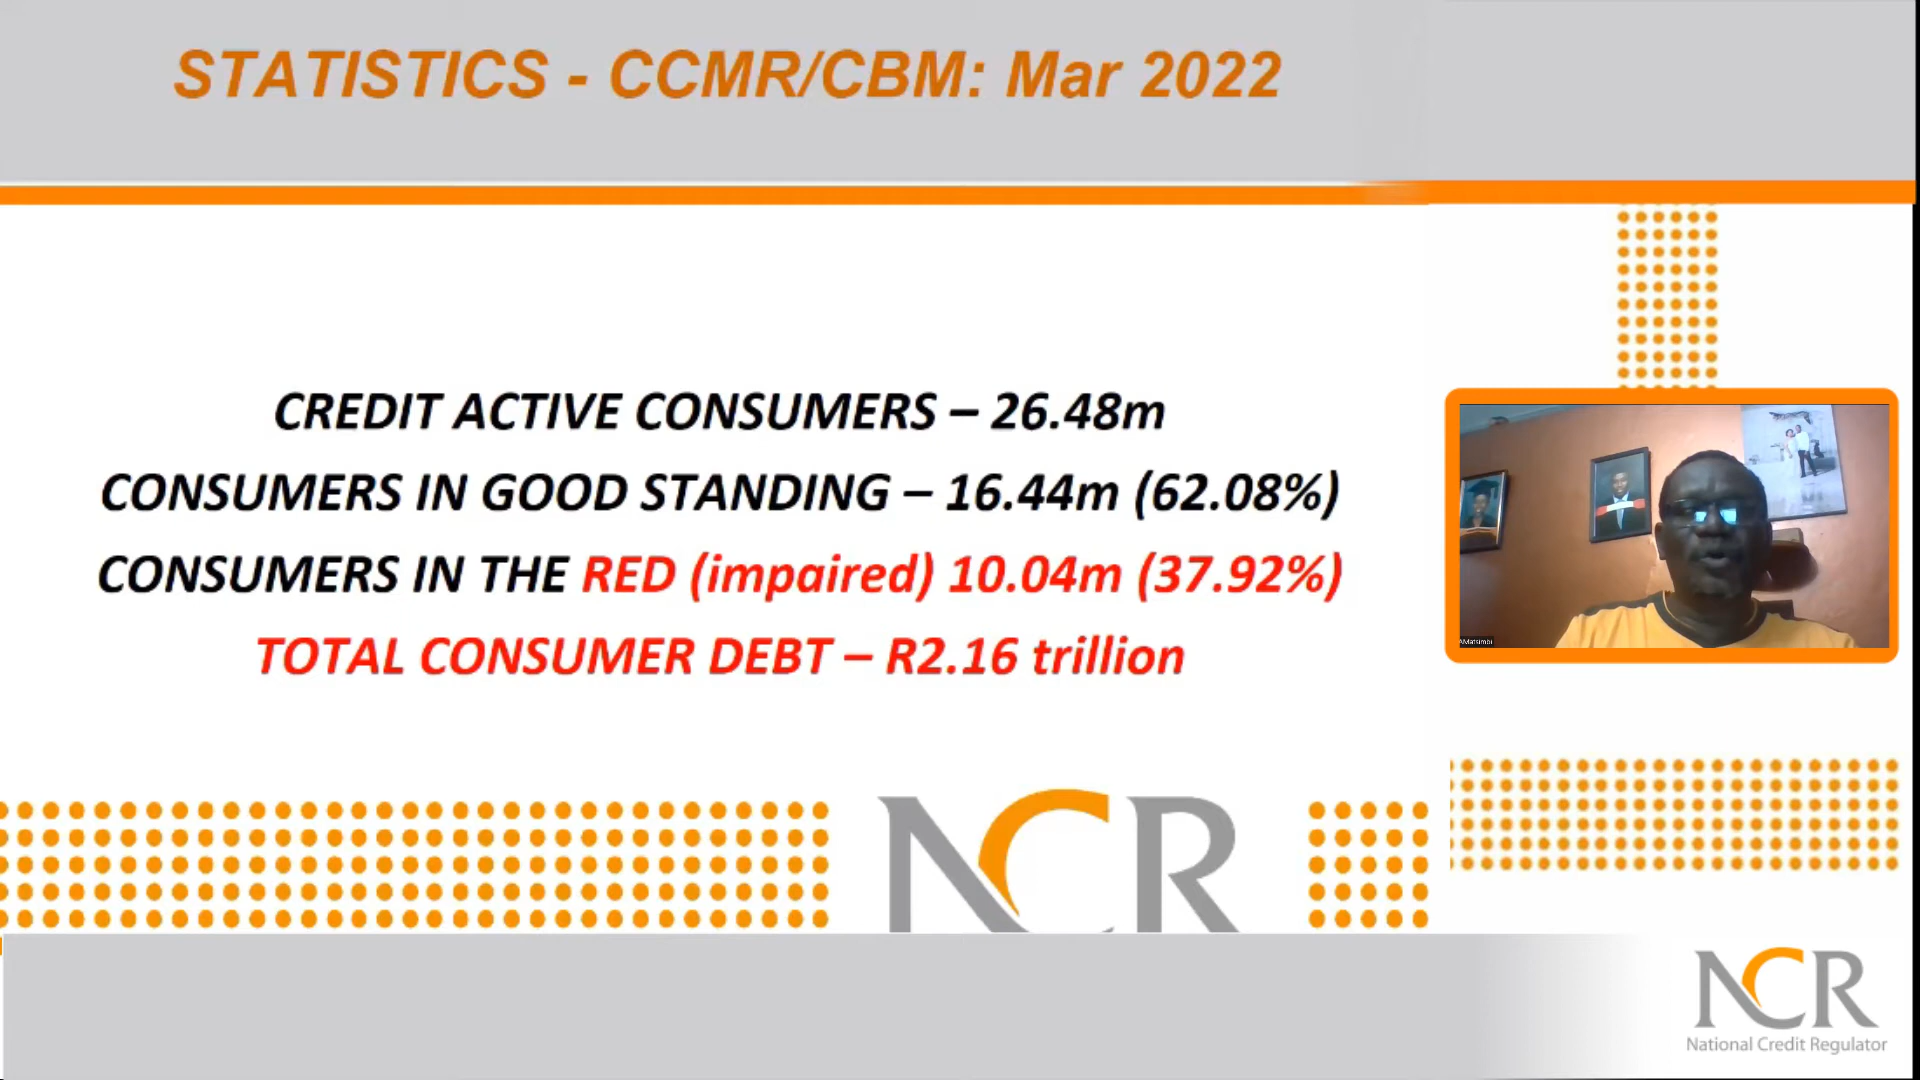 STATISTICS - CCMR/CBM: Mar 2022
CREDIT ACTIVE CONSUMERS – 26.48m
CONSUMERS IN GOOD STANDING – 16.44m (62.08%)
CONSUMERS IN THE RED (impaired) 10.04m (37.92%)
TOTAL CONSUMER DEBT – R2.16 trillion
AMatsimbi
NCR
NCR
National Credit Regulator